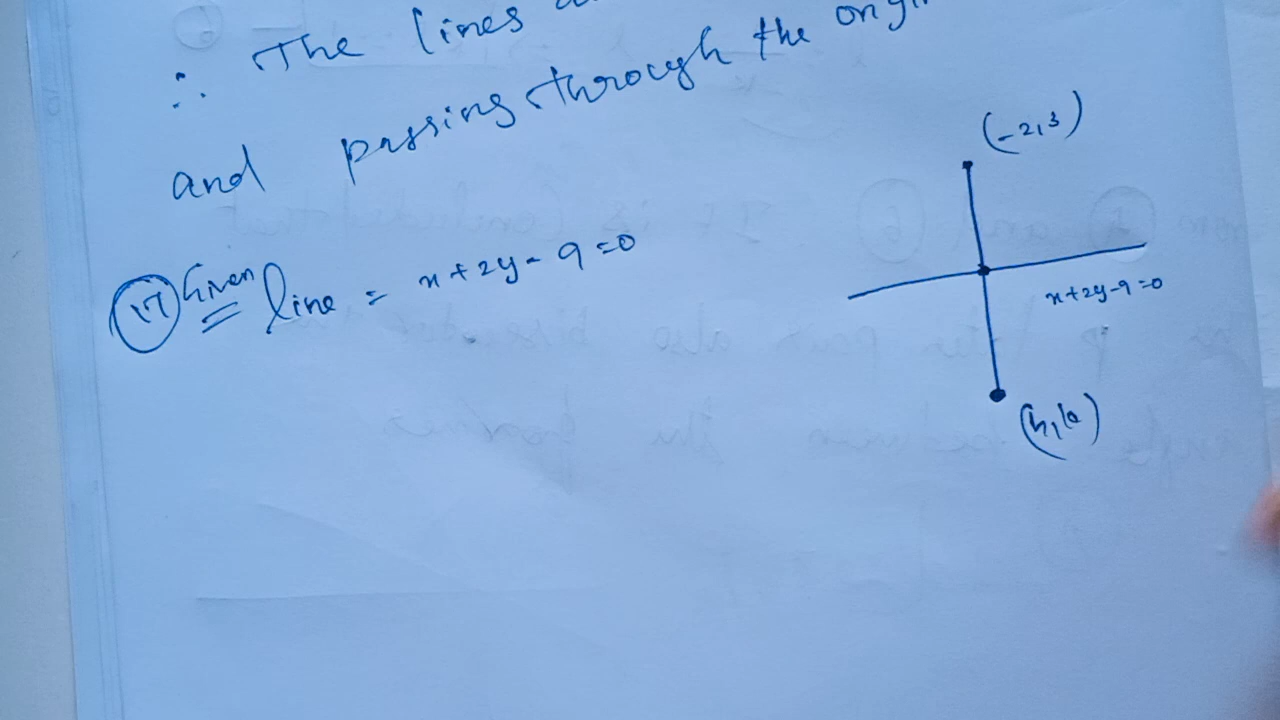 ∴ The lines
and passing through the
(-2,3)
17 Given line = x+2y-9=0
x+2y-9=0
(h,k)